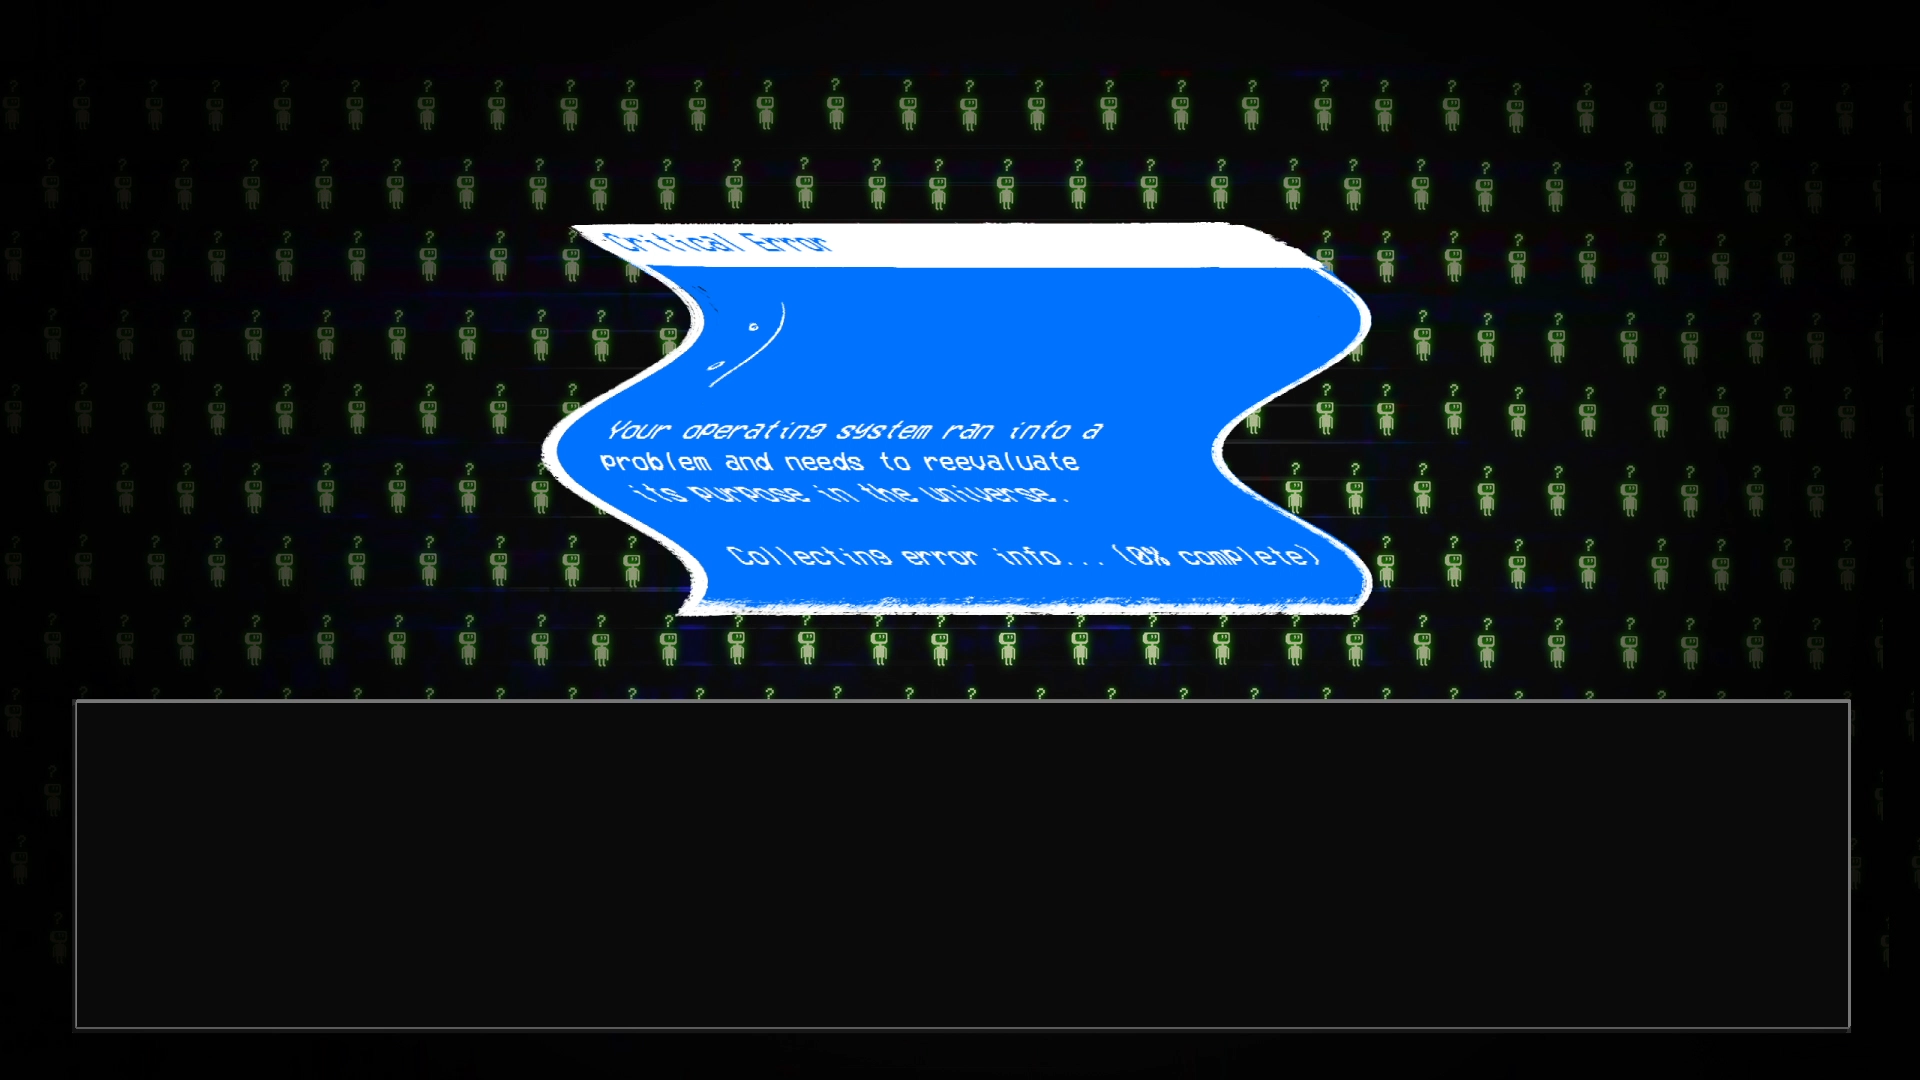 Critical Error
:(
Your operating system ran into a
problem and needs to reevaluate
its purpose in the universe.
Collecting error info... (0% complete)